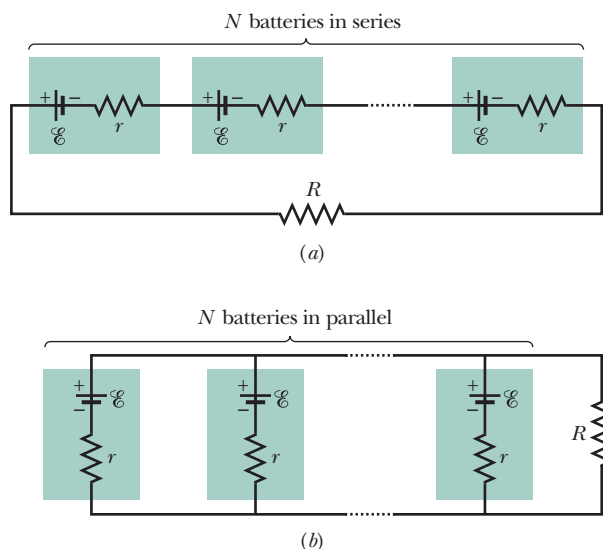 N batteries in series
+ − + − + −
ℰ r ℰ r ℰ r
R
(a)
N batteries in parallel
+ + +
ℰ ℰ ℰ
− − −
R
r r r
(b)